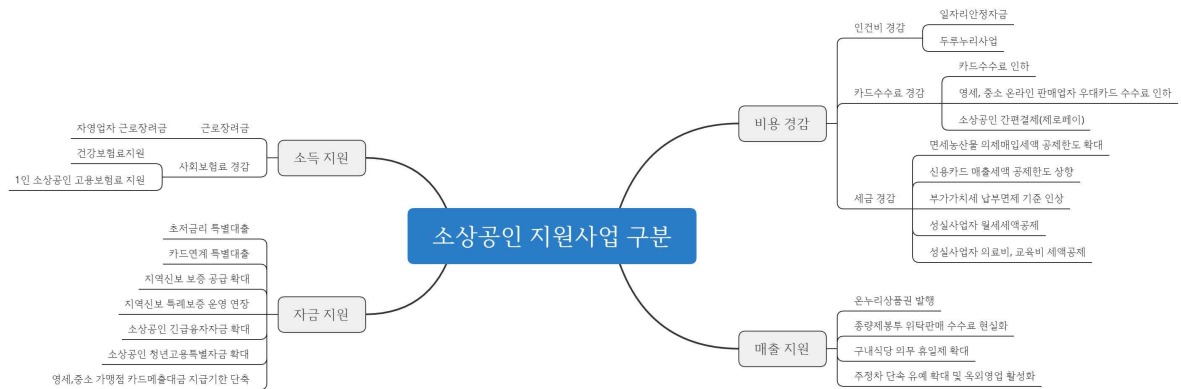 소상공인 지원사업 구분
비용 경감
인건비 경감
일자리안정자금
두루누리사업
카드수수료 경감
카드수수료 인하
영세, 중소 온라인 판매업자 우대카드 수수료 인하
소상공인 간편결제(제로페이)
세금 경감
면세농산물 의제매입세액 공제한도 확대
신용카드 매출세액 공제한도 상향
부가가치세 납부면제 기준 인상
성실사업자 월세세액공제
성실사업자 의료비, 교육비 세액공제
매출 지원
온누리상품권 발행
종량제봉투 위탁판매 수수료 현실화
구내식당 의무 휴일제 확대
주정차 단속 유예 확대 및 옥외영업 활성화
소득 지원
근로장려금
자영업자 근로장려금
사회보험료 경감
건강보험료지원
1인 소상공인 고용보험료 지원
자금 지원
초저금리 특별대출
카드연계 특별대출
지역신보 보증 공급 확대
지역신보 특례보증 운영 연장
소상공인 긴급융자자금 확대
소상공인 청년고용특별자금 확대
영세,중소 가맹점 카드메출대금 지급기한 단축